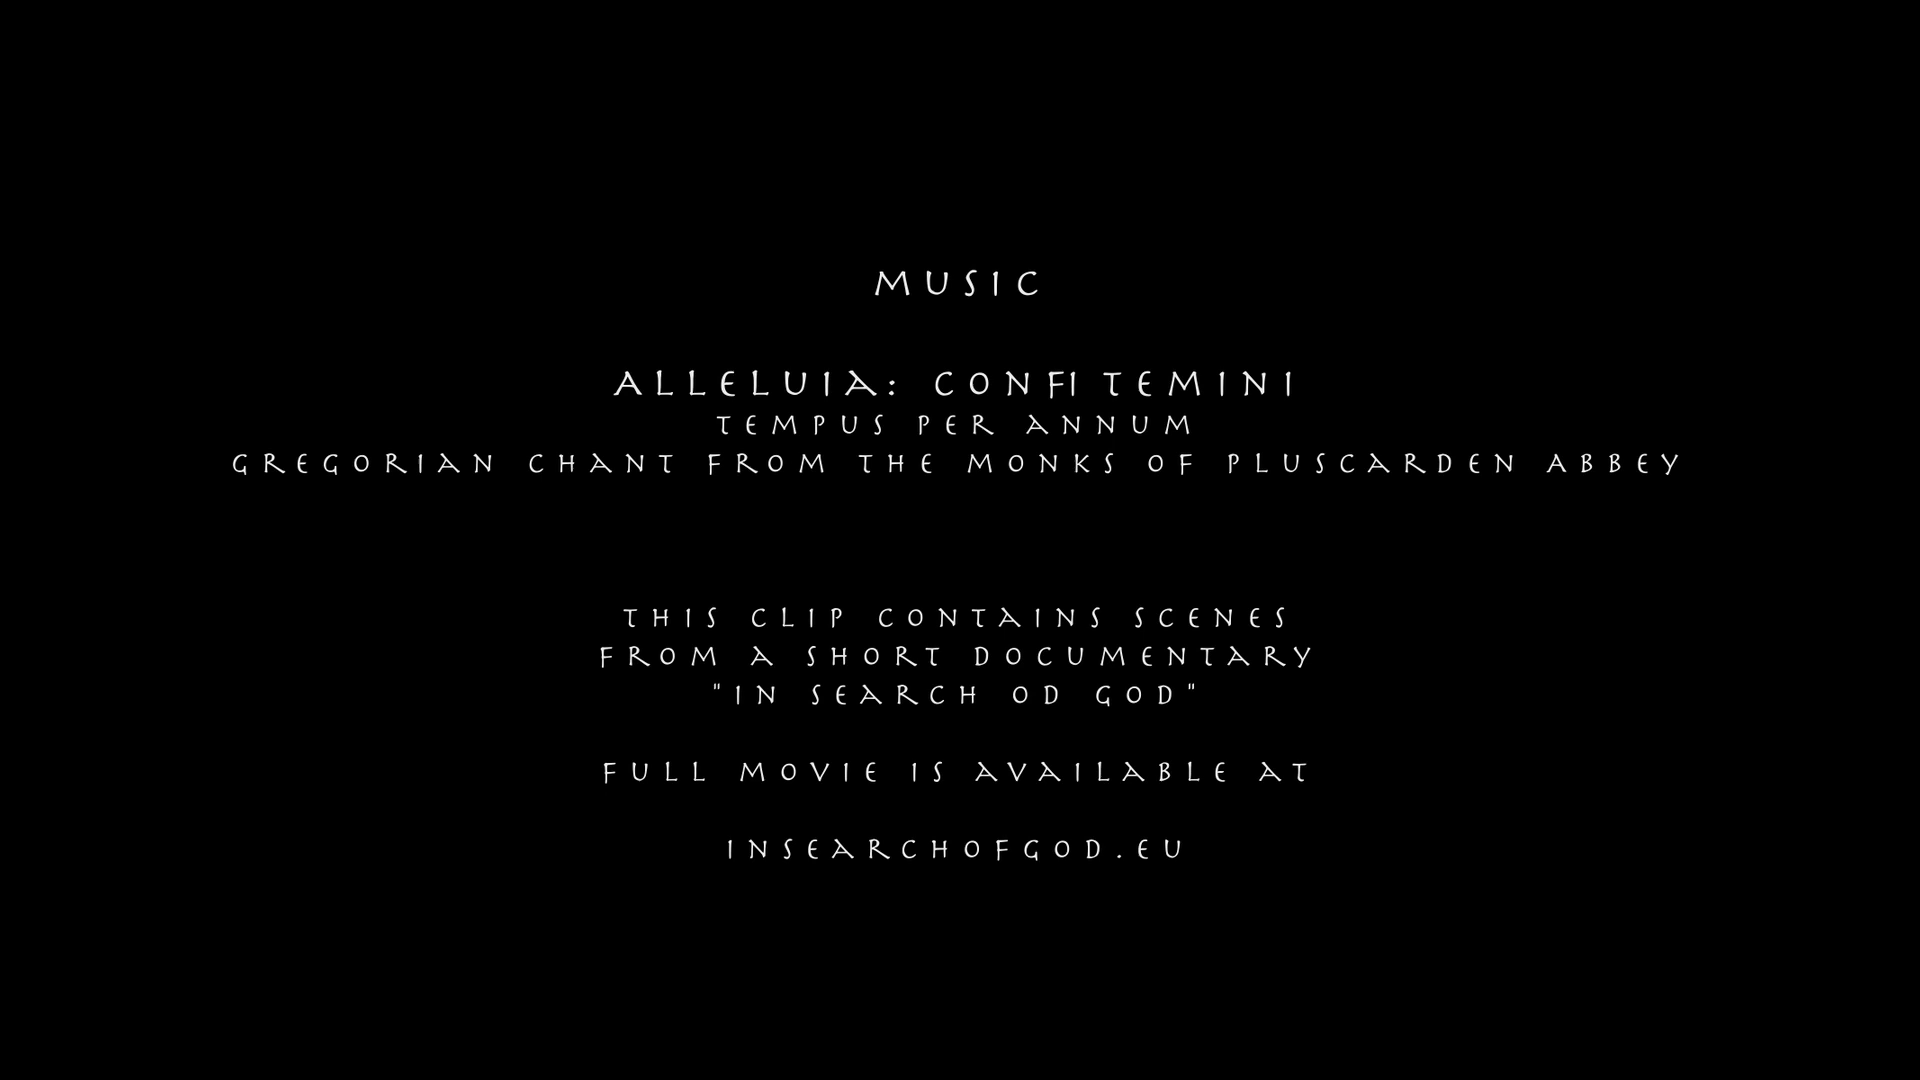 MUSIC
ALLELUIA: CONFITEMINI
TEMPUS PER ANNUM
GREGORIAN CHANT FROM THE MONKS OF PLUSCARDEN ABBEY
THIS CLIP CONTAINS SCENES
FROM A SHORT DOCUMENTARY
"IN SEARCH OD GOD"
FULL MOVIE IS AVAILABLE AT
INSEARCHOFGOD.EU